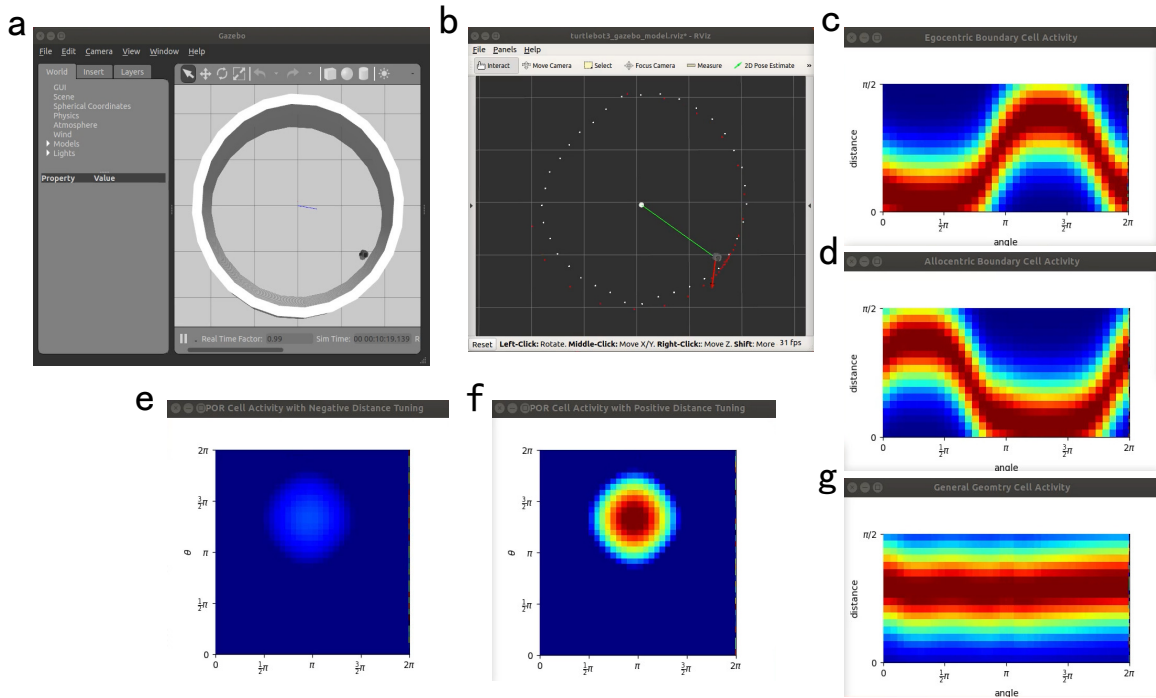 a
Gazebo
File Edit Camera View Window Help
World Insert Layers
GUI
Scene
Spherical Coordinates
Physics
Atmosphere
Wind
Models
Lights
Property Value
Real Time Factor: 0.99 Sim Time: 00 00:10:19.139 R
b
turtlebot3_gazebo_model.rviz* - RViz
File Panels Help
Interact Move Camera Select Focus Camera Measure 2D Pose Estimate »
Reset Left-Click: Rotate. Middle-Click: Move X/Y. Right-Click:: Move Z. Shift: More 31 fps
c
Egocentric Boundary Cell Activity
π/2
distance
0
0 ½π π 3/2π 2π
angle
d
Allocentric Boundary Cell Activity
π/2
distance
0
0 ½π π 3/2π 2π
angle
e
POR Cell Activity with Negative Distance Tuning
2π
3/2π
θ π
½π
0
0 ½π π 3/2π 2π
f
POR Cell Activity with Positive Distance Tuning
2π
3/2π
θ π
½π
0
0 ½π π 3/2π 2π
g
General Geomtry Cell Activity
π/2
distance
0
0 ½π π 3/2π 2π
angle